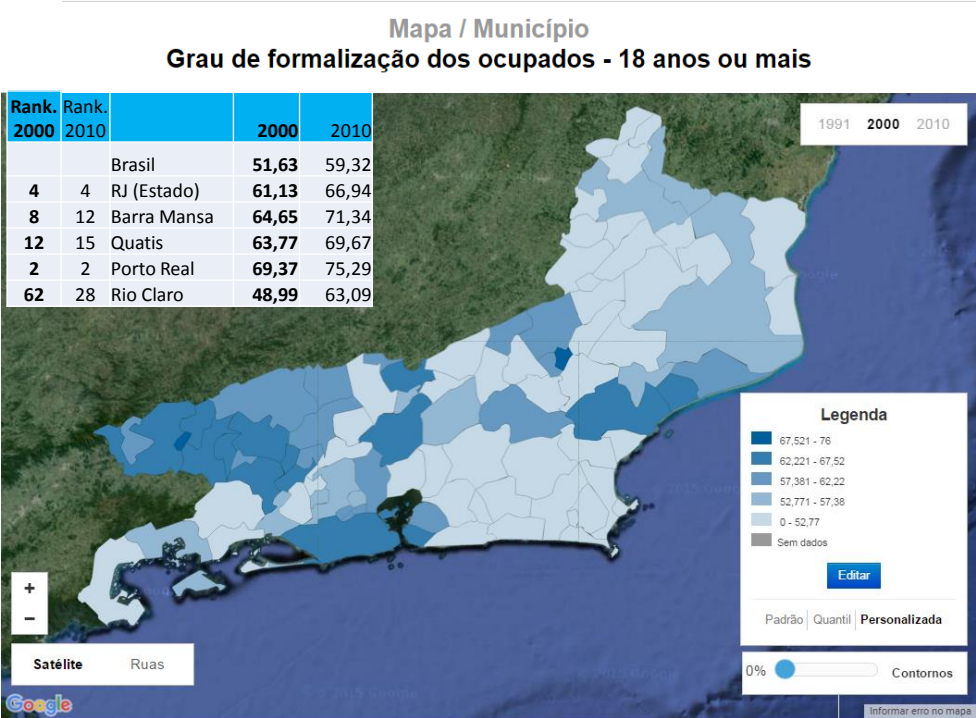 Mapa / Município
Grau de formalização dos ocupados - 18 anos ou mais
Rank. 2000 Rank. 2010 2000 2010
Brasil 51,63 59,32
4 4 RJ (Estado) 61,13 66,94
8 12 Barra Mansa 64,65 71,34
12 15 Quatis 63,77 69,67
2 2 Porto Real 69,37 75,29
62 28 Rio Claro 48,99 63,09
1991 2000 2010
Legenda
67,521 - 76
62,221 - 67,52
57,381 - 62,22
52,771 - 57,38
0 - 52,77
Sem dados
Editar
Padrão Quantil Personalizada
+
−
Satélite Ruas
0% Contornos
Google
Informar erro no mapa